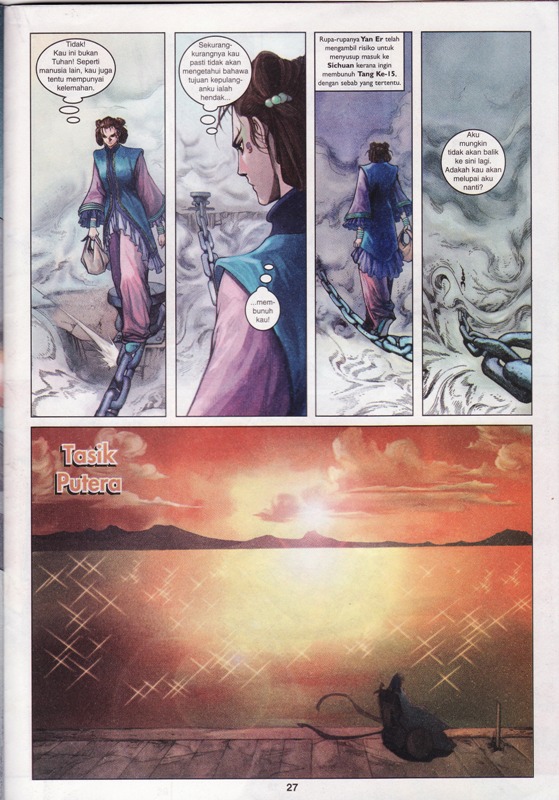 Tidak!
Kau ini bukan
Tuhan! Seperti
manusia lain, kau juga
tentu mempunyai
kelemahan.
Sekurang-
kurangnya kau
pasti tidak akan
mengetahui bahawa
tujuan kepulang-
anku ialah
hendak...
...mem-
bunuh
kau!
Rupa-rupanya Yan Er telah
mengambil risiko untuk
menyusup masuk ke
Sichuan kerana ingin
membunuh Tang Ke-15,
dengan sebab yang tertentu.
Aku
mungkin
tidak akan balik
ke sini lagi.
Adakah kau akan
melupai aku
nanti?
Tasik
Putera
27